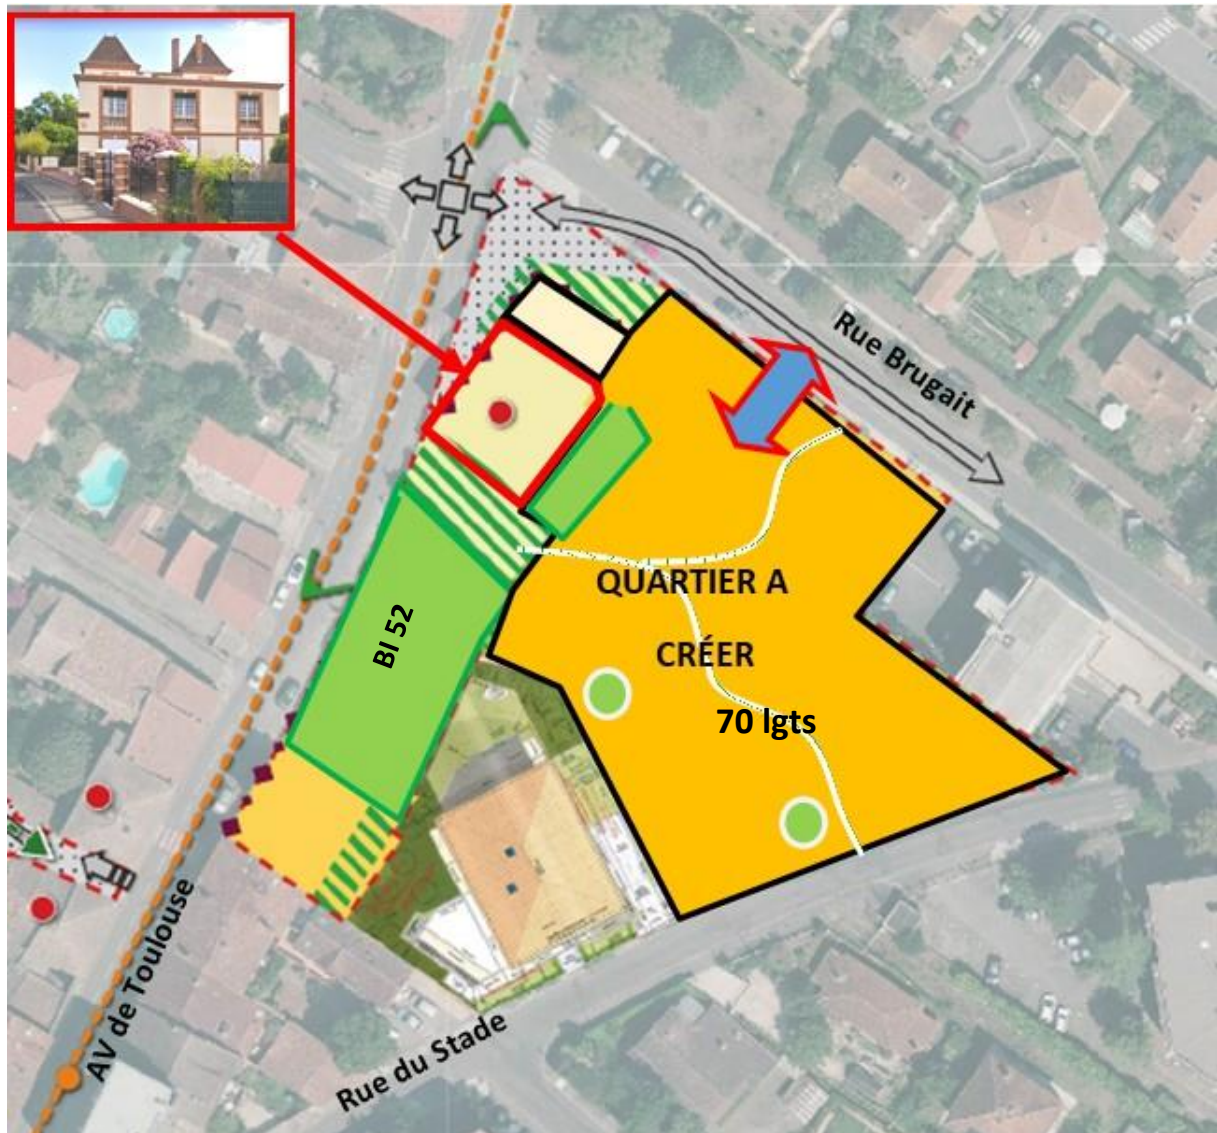 Rue Brugait
QUARTIER A
CRÉER
70 lgts
BI 52
AV de Toulouse
Rue du Stade